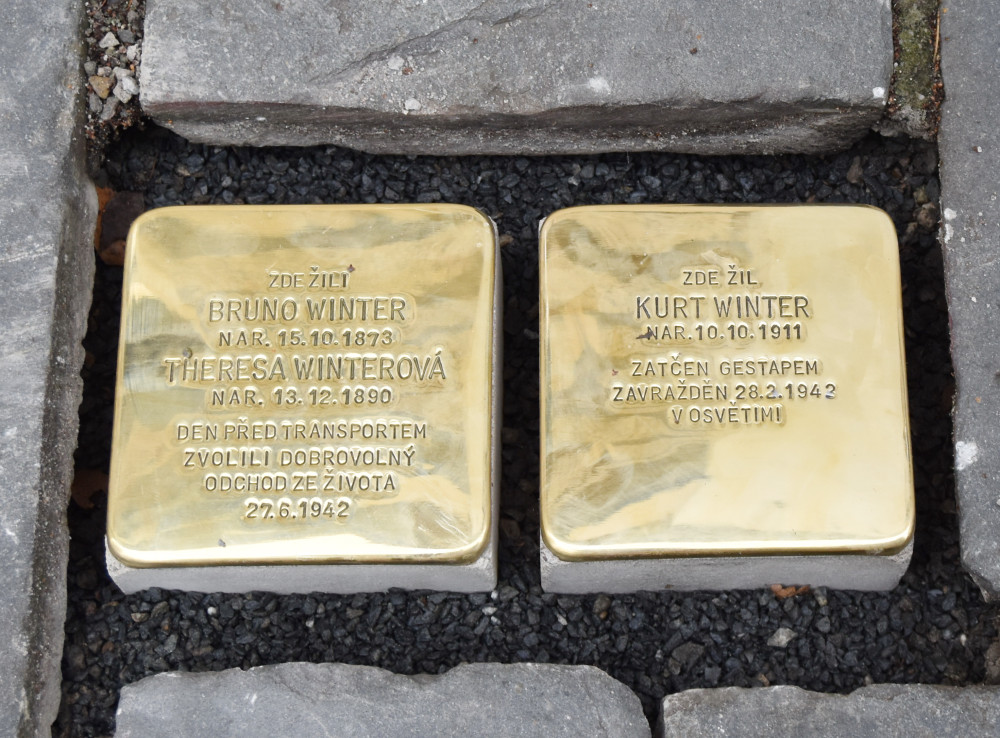 ZDE ŽILI
BRUNO WINTER
NAR. 15.10.1873
THERESA WINTEROVÁ
NAR. 13.12.1890
DEN PŘED TRANSPORTEM
ZVOLILI DOBROVOLNÝ
ODCHOD ZE ŽIVOTA
27.6.1942
ZDE ŽIL
KURT WINTER
NAR. 10.10.1911
ZATČEN GESTAPEM
ZAVRAŽDĚN 28.2.1943
V OSVĚTIMI